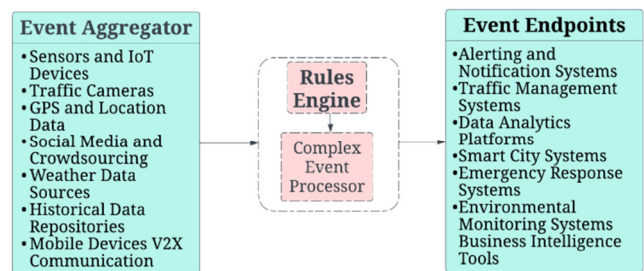 Event Aggregator
•Sensors and IoT
Devices
•Traffic Cameras
•GPS and Location
Data
•Social Media and
Crowdsourcing
•Weather Data
Sources
•Historical Data
Repositories
•Mobile Devices V2X
Communication
Rules
Engine
Complex
Event
Processor
Event Endpoints
•Alerting and
Notification Systems
•Traffic Management
Systems
•Data Analytics
Platforms
•Smart City Systems
•Emergency Response
Systems
•Environmental
Monitoring Systems
Business Intelligence
Tools